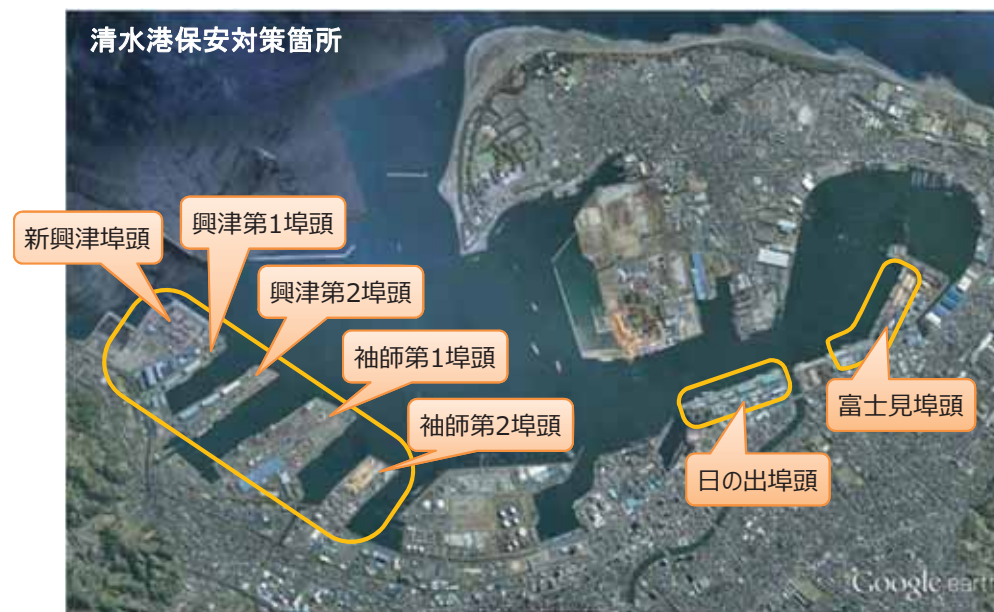 清水港保安対策箇所
新興津埠頭
興津第1埠頭
興津第2埠頭
袖師第1埠頭
袖師第2埠頭
日の出埠頭
富士見埠頭
Google earth